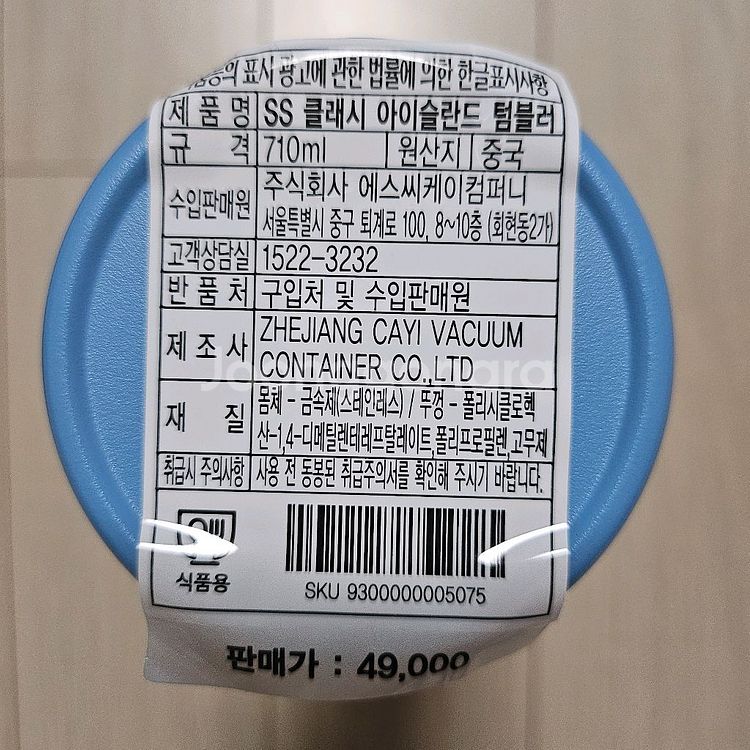 표시 광고에 관한 법률에 의한 한글표시사항
제 품 명 SS 클래시 아이슬란드 텀블러
규 격 710ml 원산지 중국
수입판매원 주식회사 에스씨케이컴퍼니
서울특별시 중구 퇴계로 100, 8~10층 (회현동2가)
고객상담실 1522-3232
반 품 처 구입처 및 수입판매원
제 조 사 ZHEJIANG CAYI VACUUM
CONTAINER CO.,LTD
재 질 몸체 - 금속제(스테인레스) / 뚜껑 - 폴리시클로헥
산-1,4-디메틸렌테레프탈레이트,폴리프로필렌,고무제
취급시 주의사항 사용 전 동봉된 취급주의서를 확인해 주시기 바랍니다.
식품용
SKU 9300000005075
판매가 : 49,000